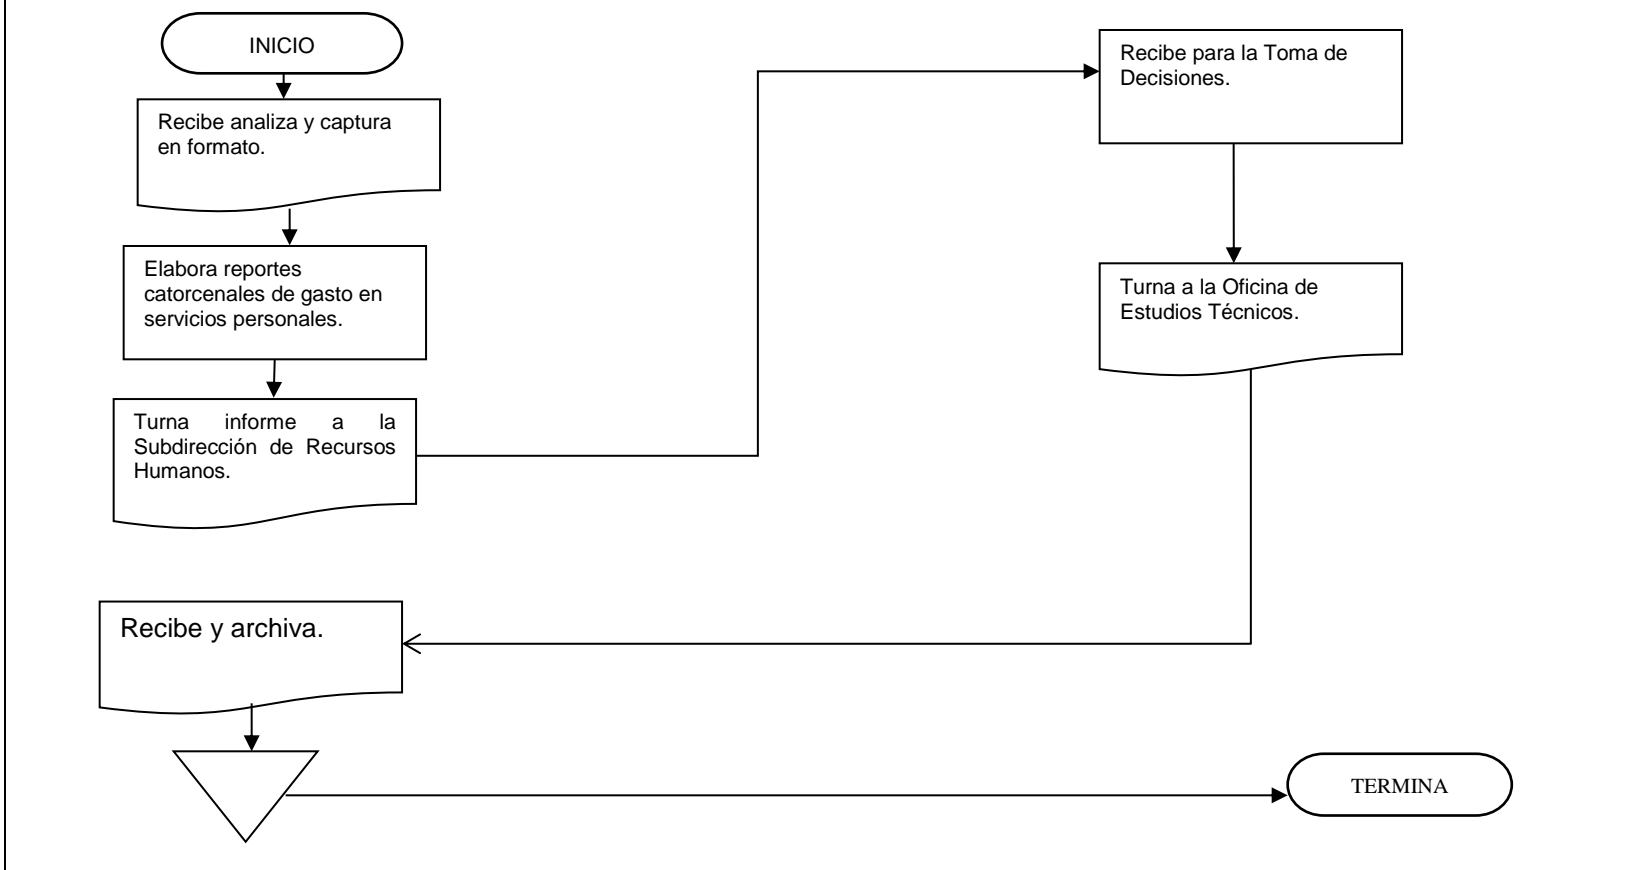 INICIO
Recibe analiza y captura
en formato.
Elabora reportes
catorcenales de gasto en
servicios personales.
Turna informe a la
Subdirección de Recursos
Humanos.
Recibe para la Toma de
Decisiones.
Turna a la Oficina de
Estudios Técnicos.
Recibe y archiva.
TERMINA